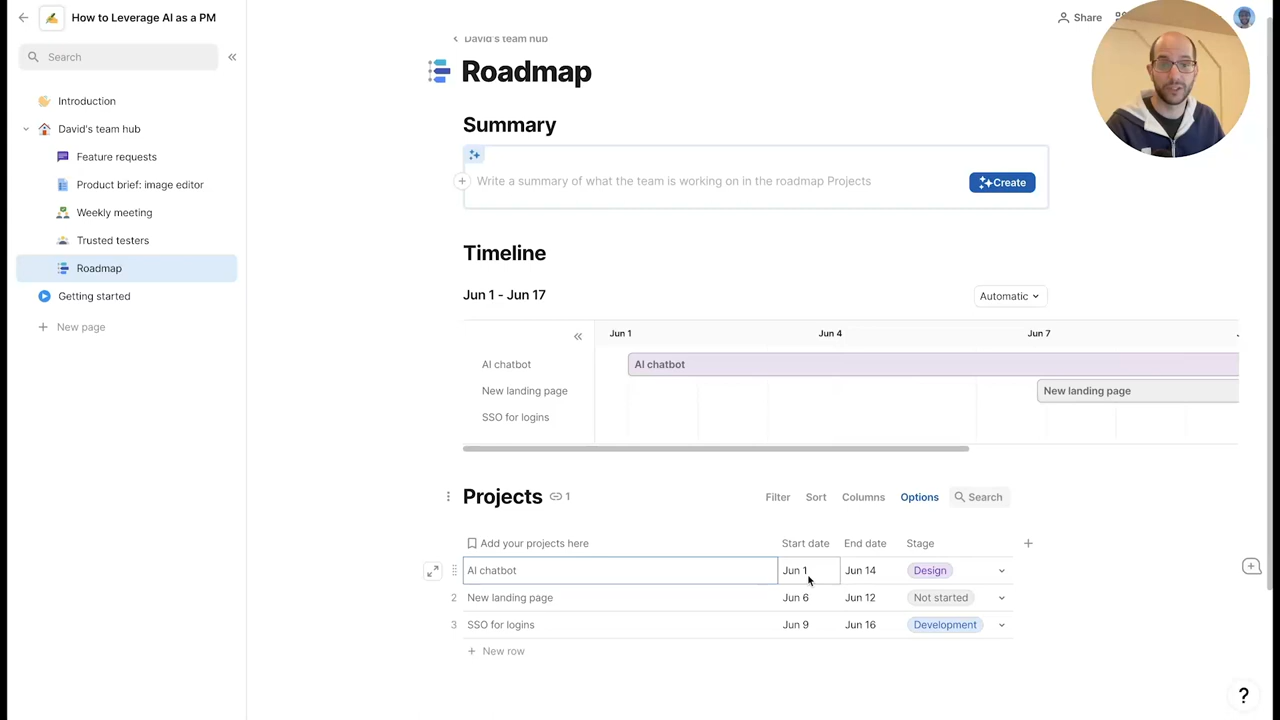 How to Leverage AI as a PM
Share
Search
Introduction
David's team hub
Feature requests
Product brief: image editor
Weekly meeting
Trusted testers
Roadmap
Getting started
New page
David's team hub
Roadmap
Summary
Write a summary of what the team is working on in the roadmap Projects
Create
Timeline
Jun 1 - Jun 17
Automatic
Jun 1 Jun 4 Jun 7
AI chatbot AI chatbot
New landing page New landing page
SSO for logins
Projects 1 Filter Sort Columns Options Search
Add your projects here Start date End date Stage
AI chatbot Jun 1 Jun 14 Design
2 New landing page Jun 6 Jun 12 Not started
3 SSO for logins Jun 9 Jun 16 Development
New row
?